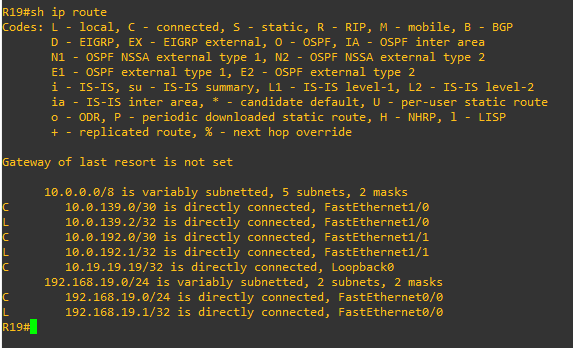 R19#sh ip route
Codes: L - local, C - connected, S - static, R - RIP, M - mobile, B - BGP
       D - EIGRP, EX - EIGRP external, O - OSPF, IA - OSPF inter area
       N1 - OSPF NSSA external type 1, N2 - OSPF NSSA external type 2
       E1 - OSPF external type 1, E2 - OSPF external type 2
       i - IS-IS, su - IS-IS summary, L1 - IS-IS level-1, L2 - IS-IS level-2
       ia - IS-IS inter area, * - candidate default, U - per-user static route
       o - ODR, P - periodic downloaded static route, H - NHRP, l - LISP
       + - replicated route, % - next hop override
Gateway of last resort is not set
      10.0.0.0/8 is variably subnetted, 5 subnets, 2 masks
C        10.0.139.0/30 is directly connected, FastEthernet1/0
L        10.0.139.2/32 is directly connected, FastEthernet1/0
C        10.0.192.0/30 is directly connected, FastEthernet1/1
L        10.0.192.1/32 is directly connected, FastEthernet1/1
C        10.19.19.19/32 is directly connected, Loopback0
      192.168.19.0/24 is variably subnetted, 2 subnets, 2 masks
C        192.168.19.0/24 is directly connected, FastEthernet0/0
L        192.168.19.1/32 is directly connected, FastEthernet0/0
R19#